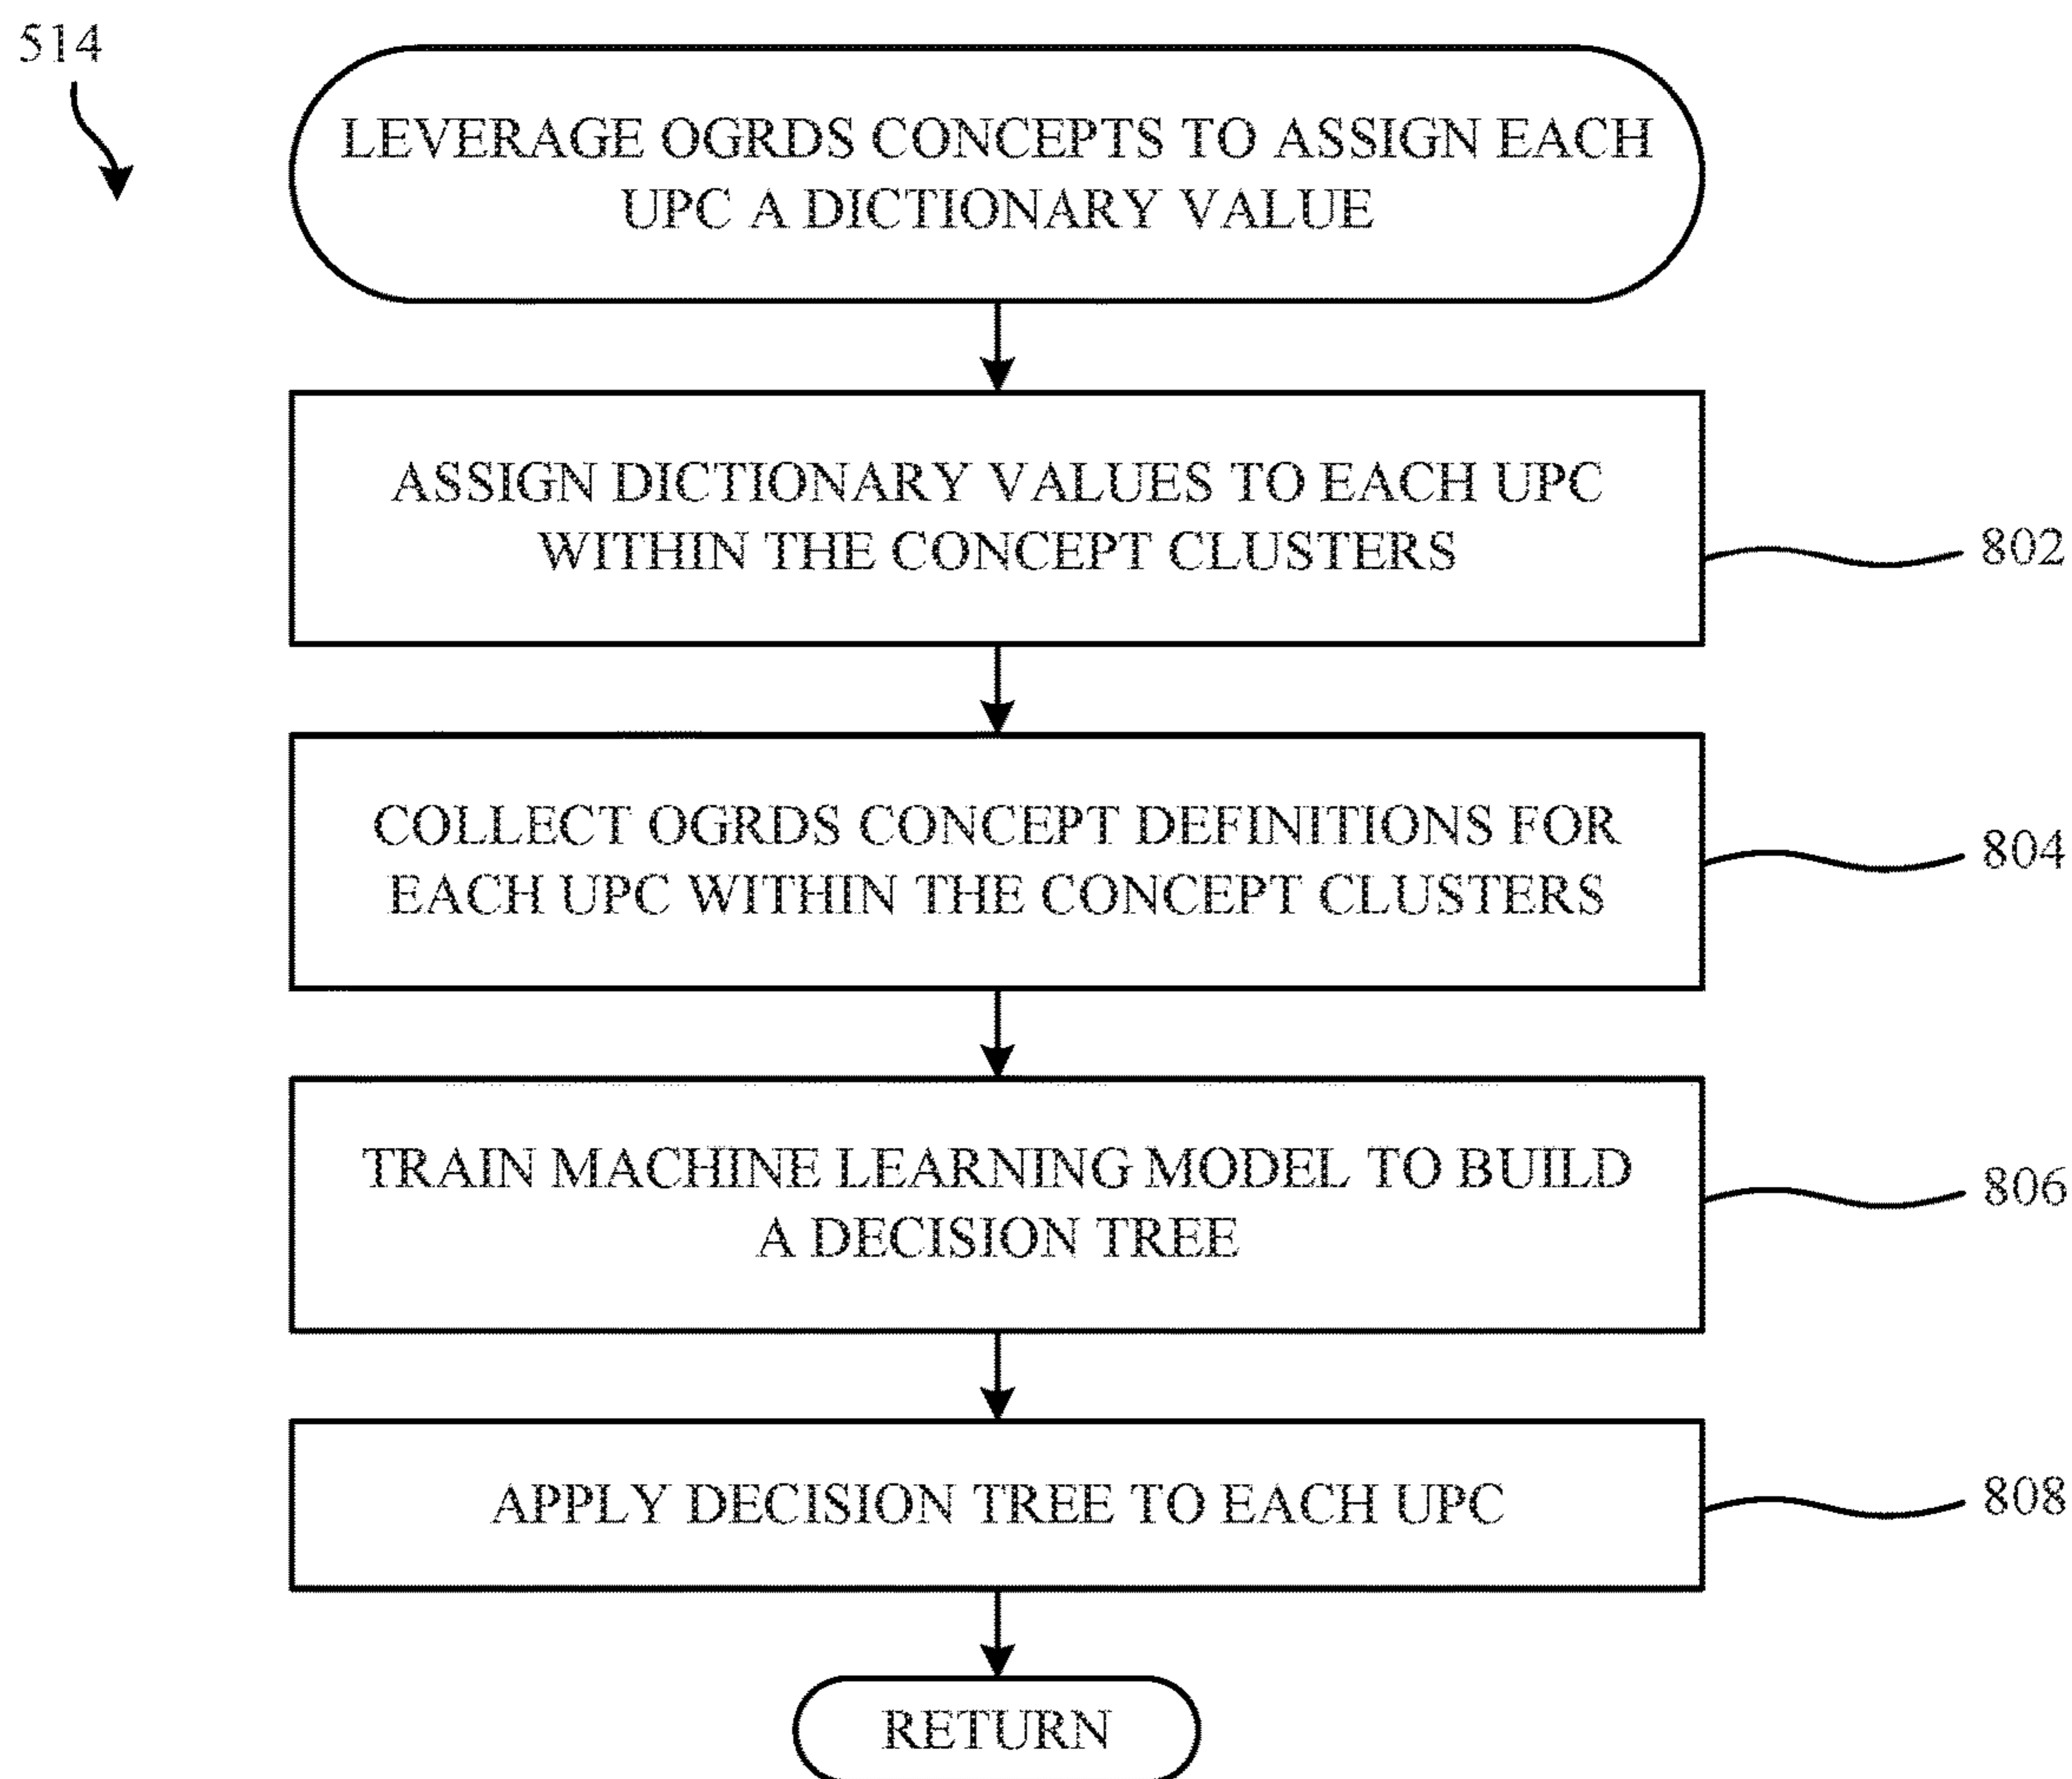 514
LEVERAGE OGRDS CONCEPTS TO ASSIGN EACH
UPC A DICTIONARY VALUE
ASSIGN DICTIONARY VALUES TO EACH UPC
WITHIN THE CONCEPT CLUSTERS
802
COLLECT OGRDS CONCEPT DEFINITIONS FOR
EACH UPC WITHIN THE CONCEPT CLUSTERS
804
TRAIN MACHINE LEARNING MODEL TO BUILD
A DECISION TREE
806
APPLY DECISION TREE TO EACH UPC
808
RETURN